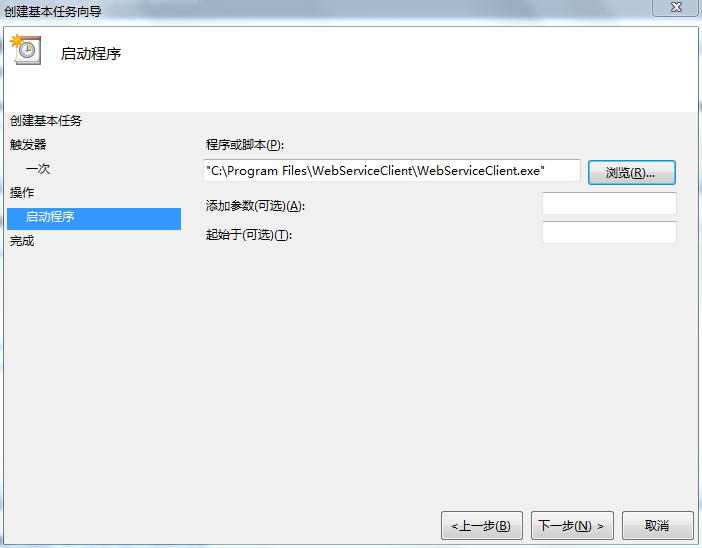 创建基本任务向导
启动程序
创建基本任务
触发器
一次
操作
启动程序
完成
程序或脚本(P):
"C:\Program Files\WebServiceClient\WebServiceClient.exe"
浏览(R)...
添加参数(可选)(A):
起始于(可选)(T):
<上一步(B)
下一步(N) >
取消